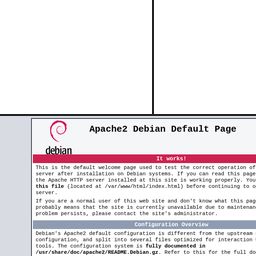 Apache2 Debian Default Page
debian
It works!
This is the default welcome page used to test the correct operation of
server after installation on Debian systems. If you can read this page
the Apache HTTP server installed at this site is working properly. You
this file (located at /var/www/html/index.html) before continuing to o
server.
If you are a normal user of this web site and don't know what this pag
probably means that the site is currently unavailable due to maintenan
problem persists, please contact the site's administrator.
Configuration Overview
Debian's Apache2 default configuration is different from the upstream
configuration, and split into several files optimized for interaction
tools. The configuration system is fully documented in
/usr/share/doc/apache2/README.Debian.gz. Refer to this for the full do